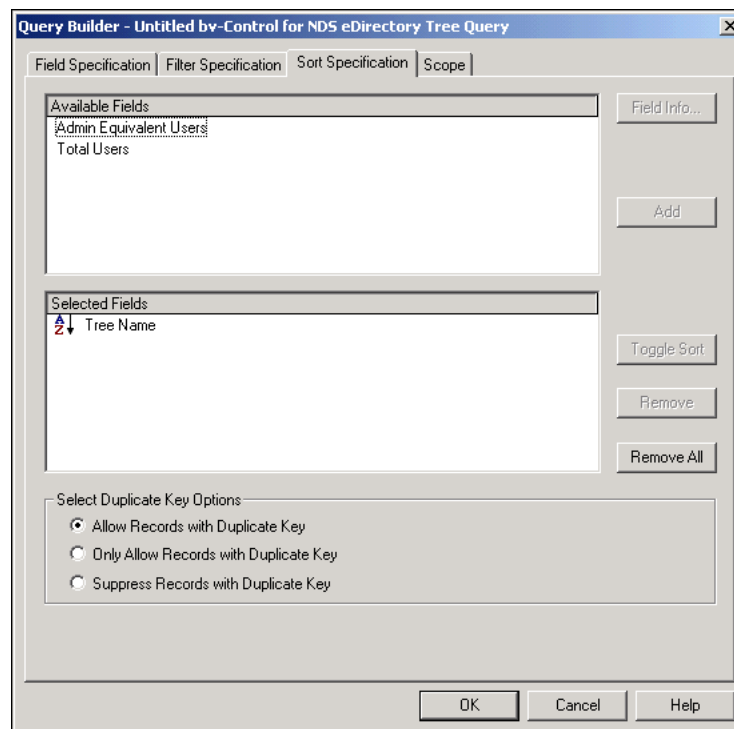 Query Builder - Untitled bv-Control for NDS eDirectory Tree Query
Field Specification Filter Specification Sort Specification Scope
Available Fields
Field Info...
Admin Equivalent Users
Total Users
Add
Selected Fields
A
Z
Tree Name
Toggle Sort
Remove
Remove All
Select Duplicate Key Options
Allow Records with Duplicate Key
Only Allow Records with Duplicate Key
Suppress Records with Duplicate Key
OK Cancel Help